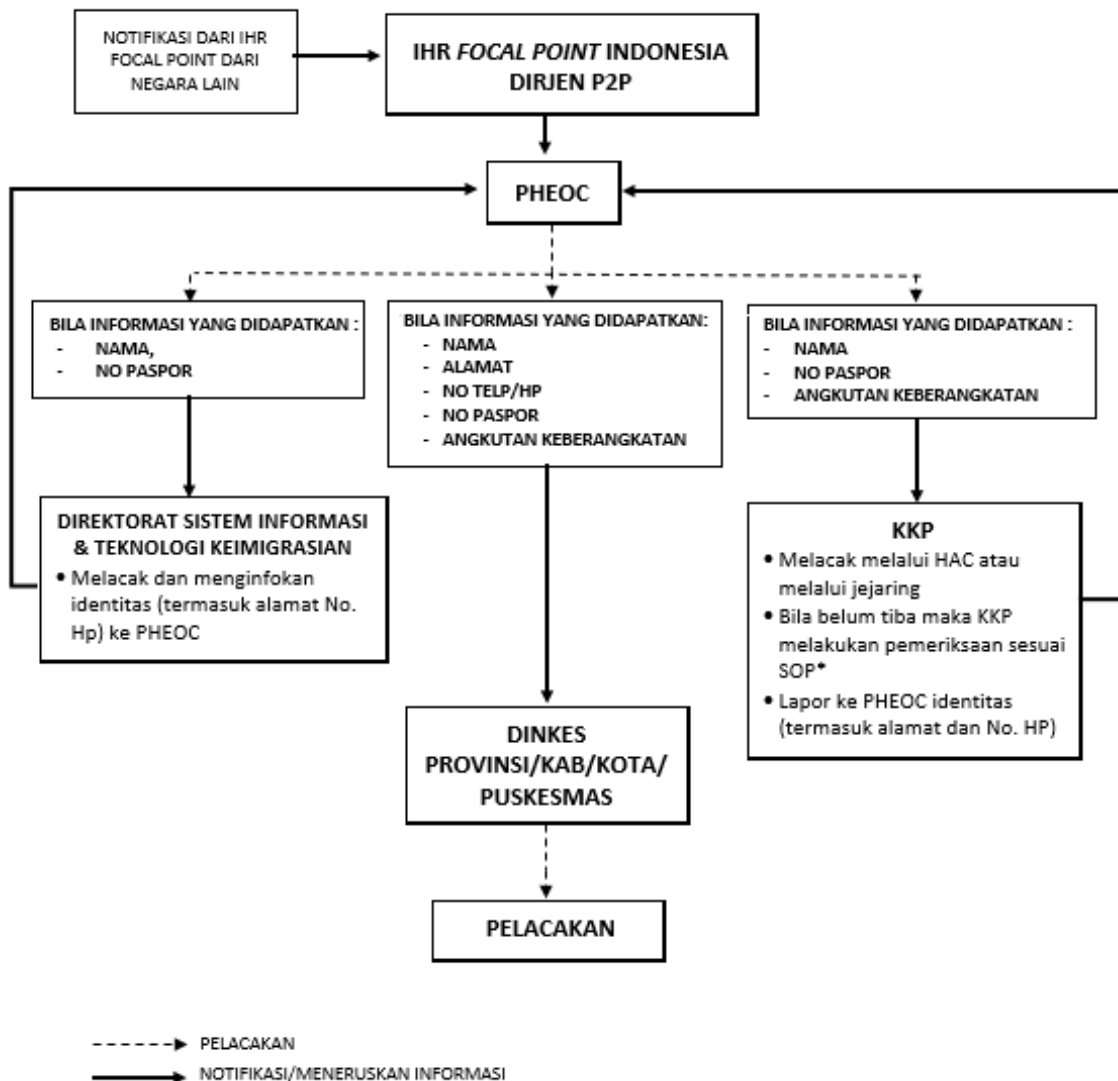 NOTIFIKASI DARI IHR
FOCAL POINT DARI
NEGARA LAIN
IHR FOCAL POINT INDONESIA
DIRJEN P2P
PHEOC
BILA INFORMASI YANG DIDAPATKAN :
- NAMA,
- NO PASPOR
BILA INFORMASI YANG DIDAPATKAN:
- NAMA
- ALAMAT
- NO TELP/HP
- NO PASPOR
- ANGKUTAN KEBERANGKATAN
BILA INFORMASI YANG DIDAPATKAN :
- NAMA
- NO PASPOR
- ANGKUTAN KEBERANGKATAN
DIREKTORAT SISTEM INFORMASI
& TEKNOLOGI KEIMIGRASIAN
• Melacak dan menginfokan
identitas (termasuk alamat No.
Hp) ke PHEOC
KKP
• Melacak melalui HAC atau
melalui jejaring
• Bila belum tiba maka KKP
melakukan pemeriksaan sesuai
SOP*
• Lapor ke PHEOC identitas
(termasuk alamat dan No. HP)
DINKES
PROVINSI/KAB/KOTA/
PUSKESMAS
PELACAKAN
PELACAKAN
NOTIFIKASI/MENERUSKAN INFORMASI